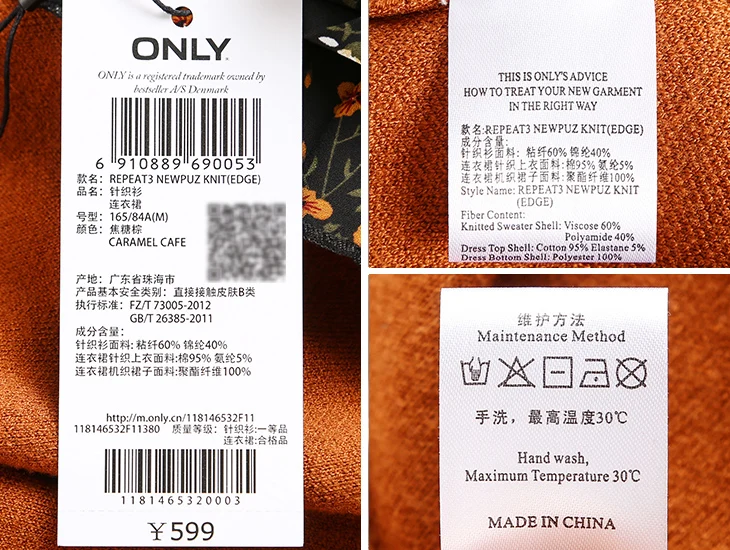 ONLY
ONLY is a registered trademark owned by
bestseller A/S Denmark
6 910889 690053
款名: REPEAT3 NEWPUZ KNIT(EDGE)
品名: 针织衫
连衣裙
号型: 165/84A(M)
颜色: 焦糖棕
CARAMEL CAFE
产地: 广东省珠海市
产品基本安全类别: 直接接触皮肤B类
执行标准: FZ/T 73005-2012
GB/T 26385-2011
成分含量:
针织衫面料: 粘纤60% 锦纶40%
连衣裙针织上衣面料:棉95% 氨纶5%
连衣裙机织裙子面料:聚酯纤维100%
http://m.only.cn/118146532F11
118146532F11380 质量等级: 针织衫:一等品
连衣裙:合格品
1181465320003
¥599
THIS IS ONLY'S ADVICE
HOW TO TREAT YOUR NEW GARMENT
IN THE RIGHT WAY
款名:REPEAT3 NEWPUZ KNIT(EDGE)
成分含量:
针织衫面料: 粘纤60% 锦纶40%
连衣裙针织上衣面料: 棉95% 氨纶5%
连衣裙机织裙子面料: 聚酯纤维100%
Style Name: REPEAT3 NEWPUZ KNIT
(EDGE)
Fiber Content:
Knitted Sweater Shell: Viscose 60%
Polyamide 40%
Dress Top Shell: Cotton 95% Elastane 5%
Dress Bottom Shell: Polyester 100%
维护方法
Maintenance Method
手洗，最高温度30℃
Hand wash,
Maximum Temperature 30℃
MADE IN CHINA